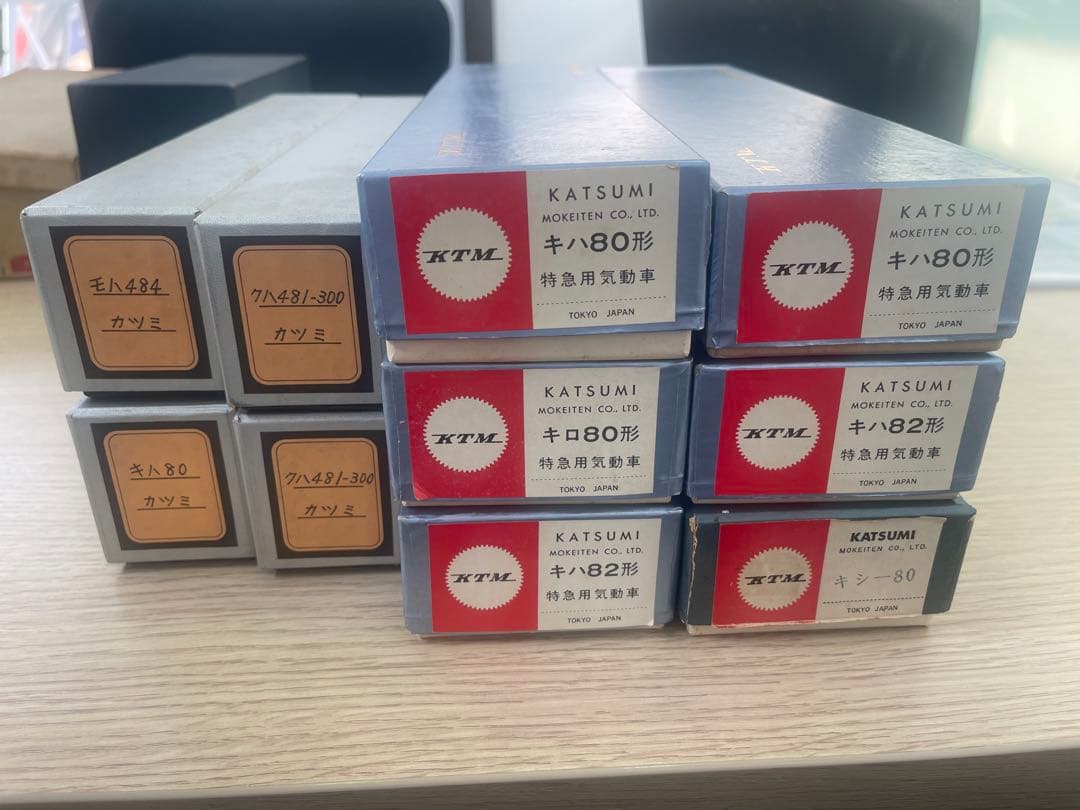 モハ484
カツミ
クハ481-300
カツミ
キハ80
カツミ
クハ481-300
カツミ
KTM
KATSUMI
MOKEITEN CO., LTD.
キハ80形
特急用気動車
TOKYO JAPAN
KTM
KATSUMI
MOKEITEN CO., LTD.
キハ80形
特急用気動車
TOKYO JAPAN
KTM
KATSUMI
MOKEITEN CO., LTD.
キロ80形
特急用気動車
TOKYO JAPAN
KTM
KATSUMI
MOKEITEN CO., LTD.
キハ82形
特急用気動車
TOKYO JAPAN
KTM
KATSUMI
MOKEITEN CO., LTD.
キハ82形
特急用気動車
TOKYO JAPAN
KTM
KATSUMI
MOKEITEN CO., LTD.
キシー80
TOKYO JAPAN